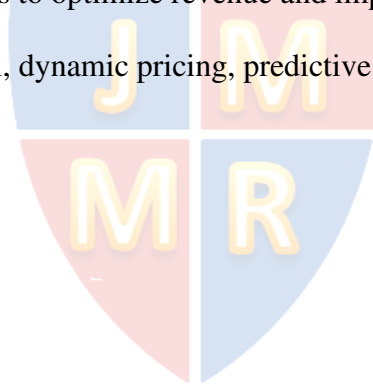 s to optimize revenue and imp
, dynamic pricing, predictive
J M
M R